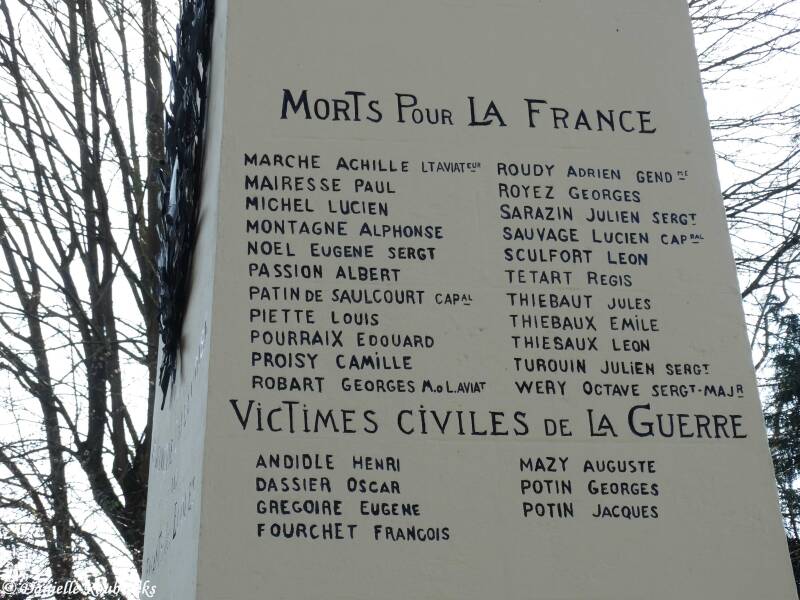 MORTS POUR LA FRANCE
MARCHE ACHILLE LT AVIATEUR
MAIRESSE PAUL
MICHEL LUCIEN
MONTAGNE ALPHONSE
NOEL EUGENE SERGT
PASSION ALBERT
PATIN DE SAULCOURT CAPAL
PIETTE LOUIS
POURRAIX EDOUARD
PROISY CAMILLE
ROBART GEORGES M.O L.AVIAT
ROUDY ADRIEN GENDME
ROYEZ GEORGES
SARAZIN JULIEN SERGT
SAUVAGE LUCIEN CAPRAL
SCULFORT LEON
TETART REGIS
THIEBAUT JULES
THIEBAUX EMILE
THIEBAUX LEON
TUROUIN JULIEN SERGT
WERY OCTAVE SERGT-MAJR
VICTIMES CIVILES DE LA GUERRE
ANDIDLE HENRI
DASSIER OSCAR
GREGOIRE EUGENE
FOURCHET FRANCOIS
MAZY AUGUSTE
POTIN GEORGES
POTIN JACQUES
© Danielle